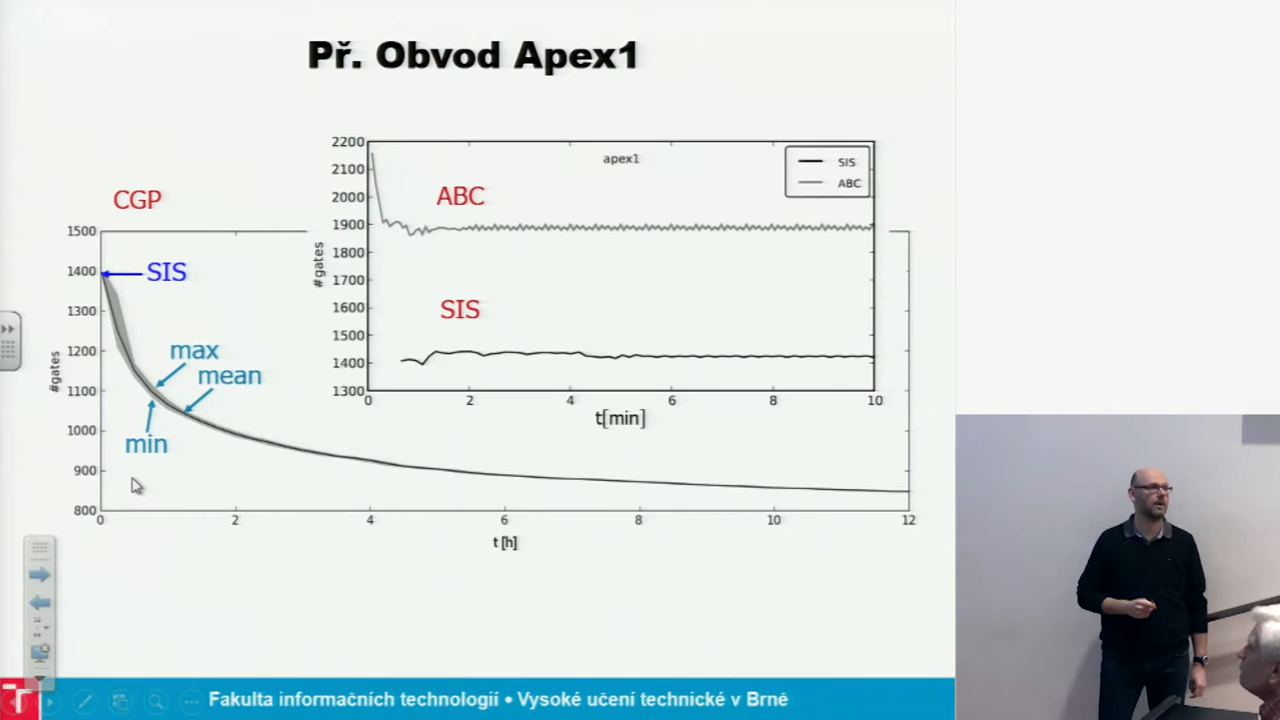 Př. Obvod Apex1
CGP
#gates
1500
1400
1300
1200
1100
1000
900
800
SIS
max
mean
min
0
2
4
6
8
10
12
t [h]
#gates
2200
2100
2000
1900
1800
1700
1600
1500
1400
1300
apex1
SIS
ABC
ABC
SIS
0
2
4
6
8
10
t[min]
Fakulta informačních technologií • Vysoké učení technické v Brně